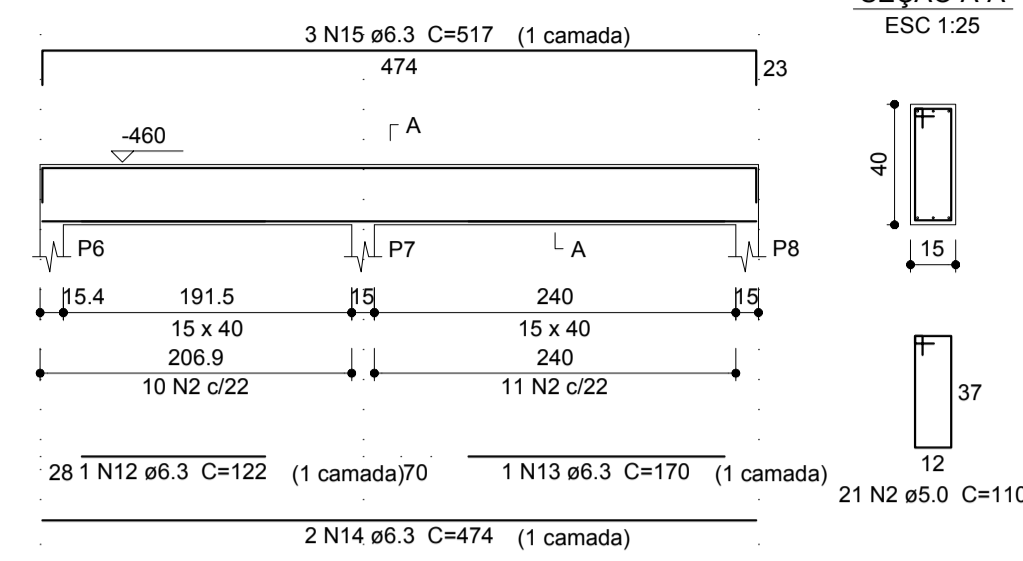 SEÇÃO A-A
ESC 1:25
3 N15 ø6.3 C=517 (1 camada)
474
23
A
-460
40
P6
P7
A
P8
15
15.4 191.5 15 240 15
15 x 40 15 x 40
206.9 240
10 N2 c/22 11 N2 c/22
37
12
28 1 N12 ø6.3 C=122 (1 camada) 70 1 N13 ø6.3 C=170 (1 camada)
21 N2 ø5.0 C=110
2 N14 ø6.3 C=474 (1 camada)